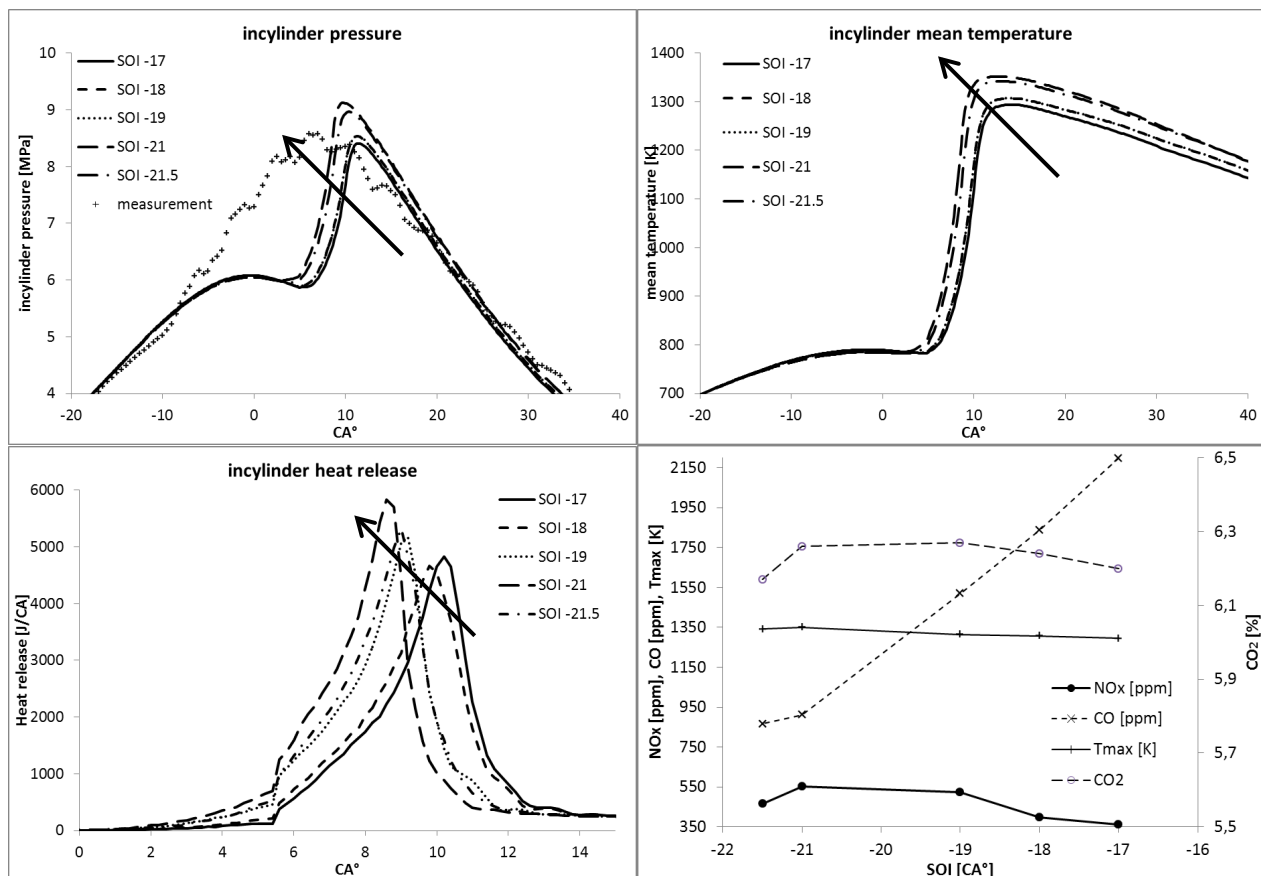 incylinder pressure
10
9
8
7
6
5
4
incylinder pressure [MPa]
SOI -17
SOI -18
SOI -19
SOI -21
SOI -21.5
measurement
-20 -10 0 10 20 30 40
CA°
incylinder mean temperature
1400
1300
1200
1100
1000
900
800
700
mean temperature [K]
SOI -17
SOI -18
SOI -19
SOI -21
SOI -21.5
-20 -10 0 10 20 30 40
CA°
incylinder heat release
6000
5000
4000
3000
2000
1000
0
Heat release [J/CA]
SOI -17
SOI -18
SOI -19
SOI -21
SOI -21.5
0 2 4 6 8 10 12 14
CA°
2150
1950
1750
1550
1350
1150
950
750
550
350
NOx [ppm], CO [ppm], Tmax [K]
6,5
6,3
6,1
5,9
5,7
5,5
CO2 [%]
NOx [ppm]
CO [ppm]
Tmax [K]
CO2
-22 -21 -20 -19 -18 -17 -16
SOI [CA°]